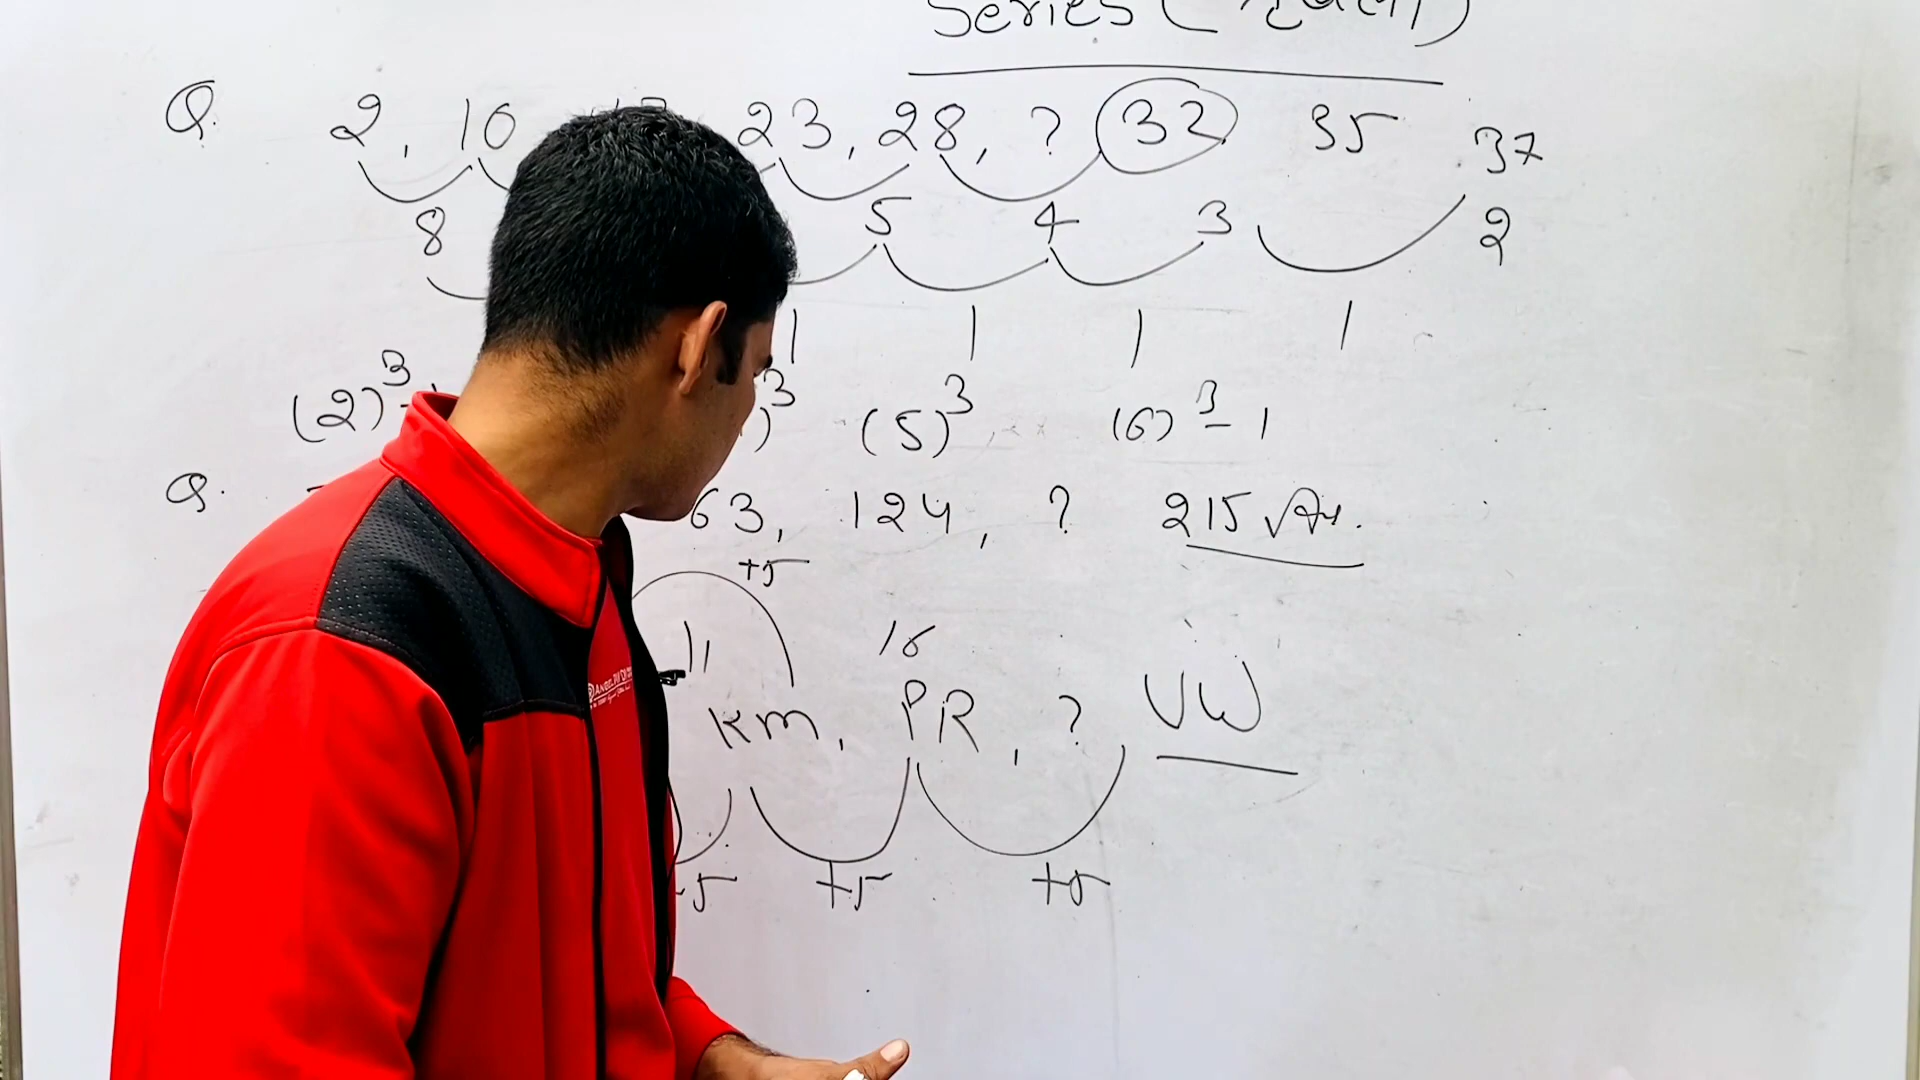 Series (
Q. 2, 10 23, 28, ? 32 35 37
8 5 4 3 2
1 1 1 1
(2)³ )³ (5)³ (6)³ - 1
Q. 63, 124, ? 215
+5
11 16
KM, PR, ? UW
5 +5 +5